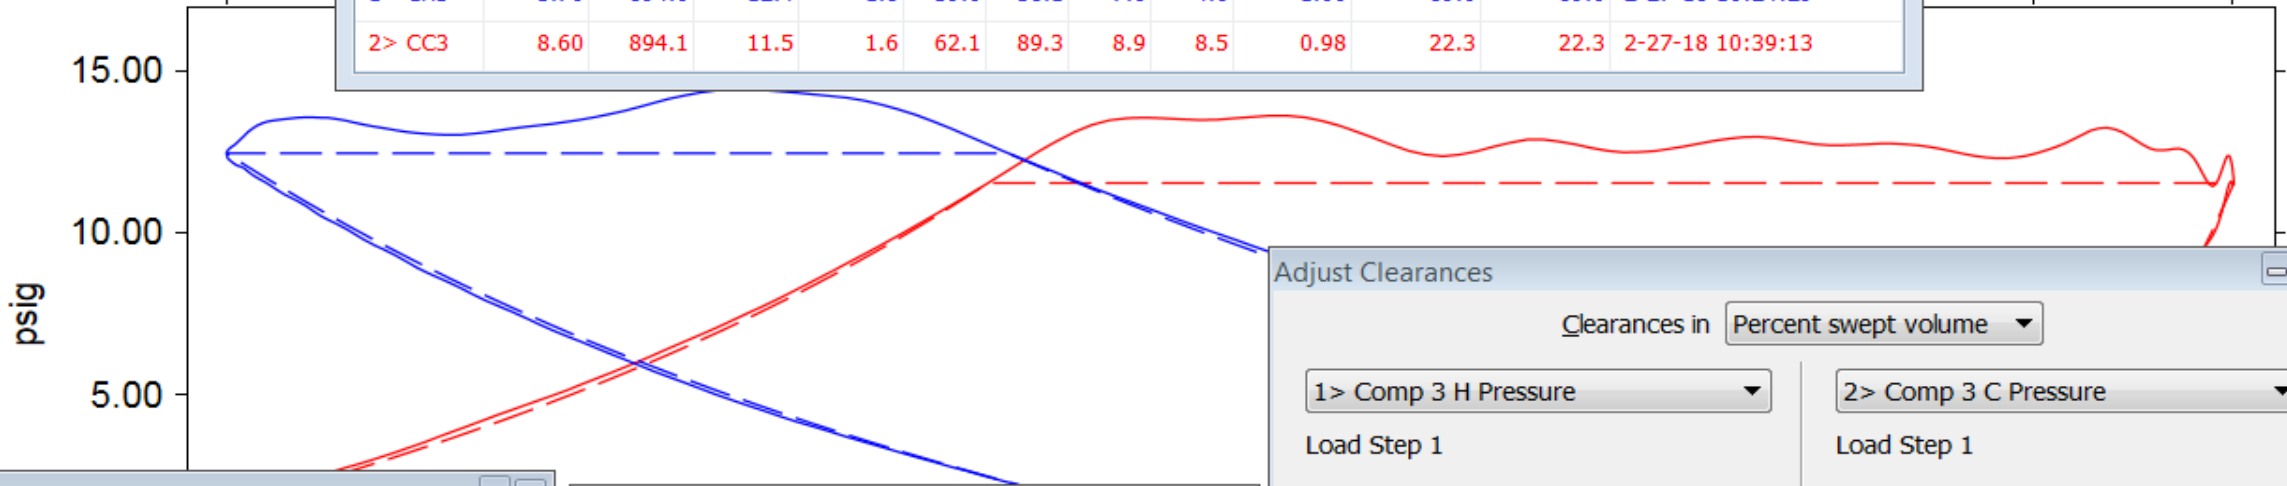 2> CC3 8.60 894.1 11.5 1.6 62.1 89.3 8.9 8.5 0.98 22.3 22.3 2-27-18 10:39:13
15.00
10.00
5.00
psig
Adjust Clearances
Clearances in Percent swept volume
1> Comp 3 H Pressure 2> Comp 3 C Pressure
Load Step 1 Load Step 1